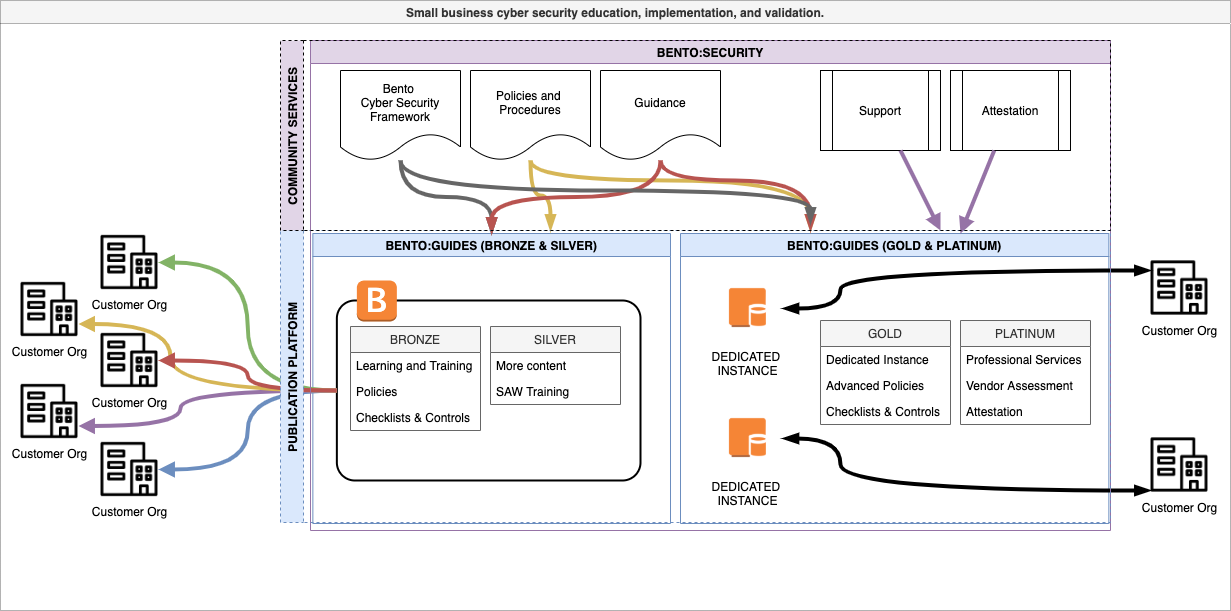 Small business cyber security education, implementation, and validation.
BENTO:SECURITY
COMMUNITY SERVICES
Bento
Cyber Security
Framework
Policies and
Procedures
Guidance
Support
Attestation
PUBLICATION PLATFORM
BENTO:GUIDES (BRONZE & SILVER)
BENTO:GUIDES (GOLD & PLATINUM)
B
BRONZE
Learning and Training
Policies
Checklists & Controls
SILVER
More content
SAW Training
DEDICATED
INSTANCE
GOLD
Dedicated Instance
Advanced Policies
Checklists & Controls
PLATINUM
Professional Services
Vendor Assessment
Attestation
DEDICATED
INSTANCE
Customer Org
Customer Org
Customer Org
Customer Org
Customer Org
Customer Org
Customer Org